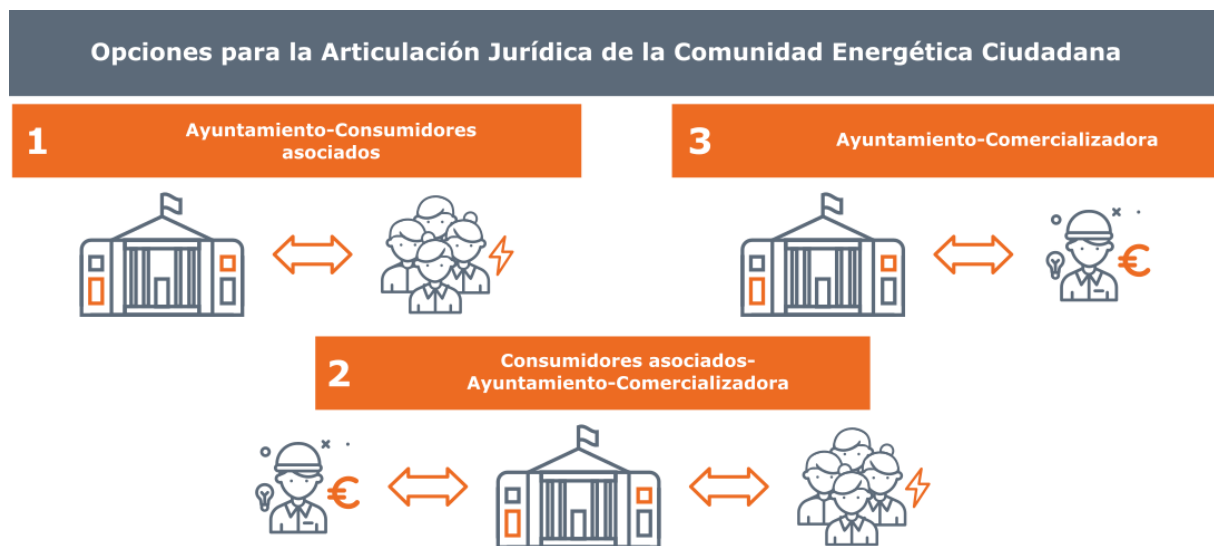 Opciones para la Articulación Jurídica de la Comunidad Energética Ciudadana
1
Ayuntamiento-Consumidores
asociados
3
Ayuntamiento-Comercializadora
€
2
Consumidores asociados-
Ayuntamiento-Comercializadora
€